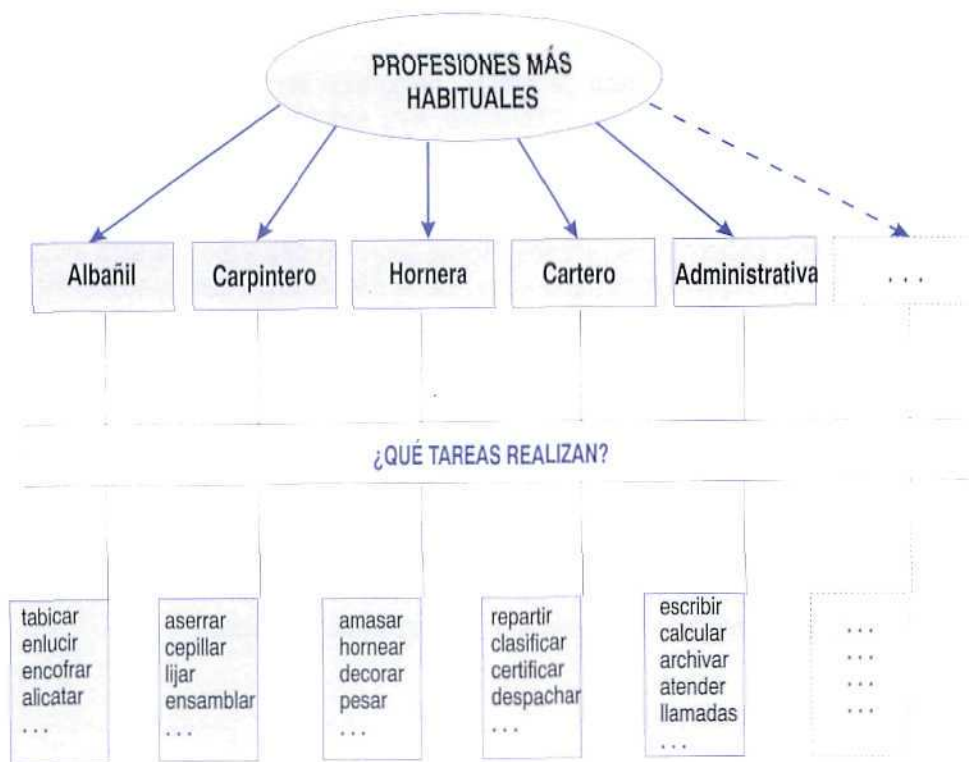 PROFESIONES MÁS
HABITUALES
Albañil
Carpintero
Hornera
Cartero
Administrativa
. . .
¿QUÉ TAREAS REALIZAN?
tabicar
enlucir
encofrar
alicatar
. . .
aserrar
cepillar
lijar
ensamblar
. . .
amasar
hornear
decorar
pesar
. . .
repartir
clasificar
certificar
despachar
. . .
escribir
calcular
archivar
atender
llamadas
. . .
. . .
. . .
. . .
. . .